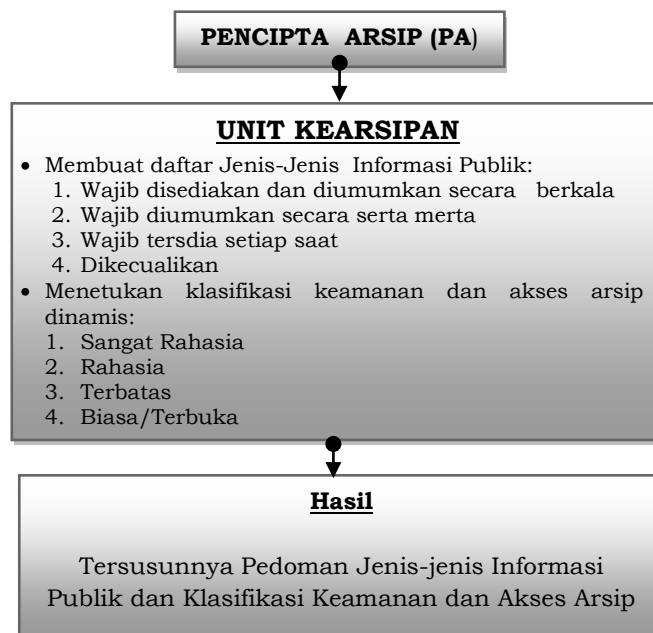 PENCIPTA ARSIP (PA)
UNIT KEARSIPAN
• Membuat daftar Jenis-Jenis Informasi Publik:
1. Wajib disediakan dan diumumkan secara berkala
2. Wajib diumumkan secara serta merta
3. Wajib tersdia setiap saat
4. Dikecualikan
• Menetukan klasifikasi keamanan dan akses arsip
dinamis:
1. Sangat Rahasia
2. Rahasia
3. Terbatas
4. Biasa/Terbuka
Hasil
Tersusunnya Pedoman Jenis-jenis Informasi
Publik dan Klasifikasi Keamanan dan Akses Arsip